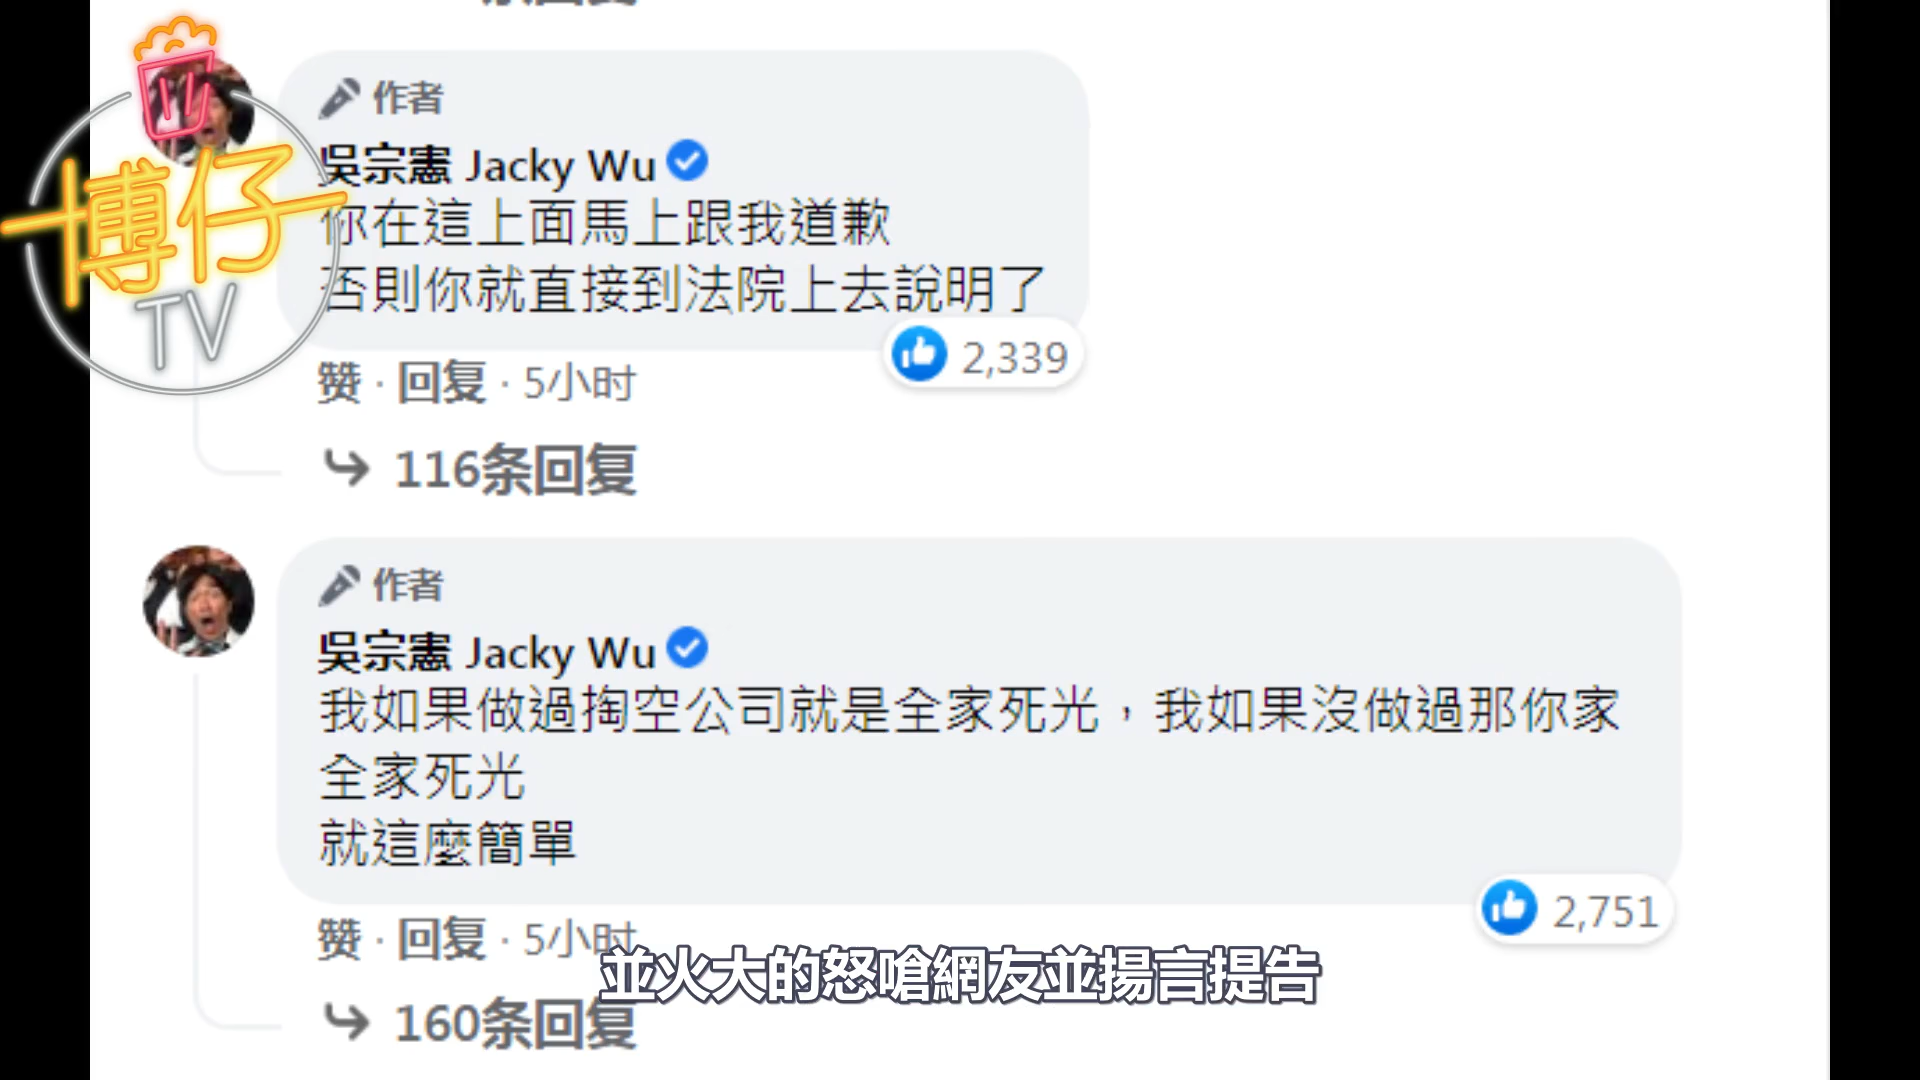 作者
吳宗憲 Jacky Wu
你在這上面馬上跟我道歉
否則你就直接到法院上去說明了
2,339
赞 · 回复 · 5小时
116条回复
博仔
TV
作者
吳宗憲 Jacky Wu
我如果做過掏空公司就是全家死光，我如果沒做過那你家
全家死光
就這麼簡單
2,751
赞 · 回复 · 5小时
並火大的怒嗆網友並揚言提告
160条回复